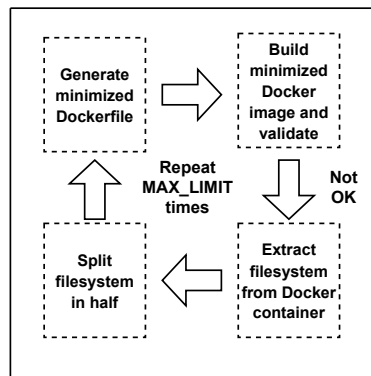 Generate
minimized
Dockerfile
Build
minimized
Docker
image and
validate
Repeat
MAX_LIMIT
times
Not
OK
Split
filesystem
in half
Extract
filesystem
from Docker
container